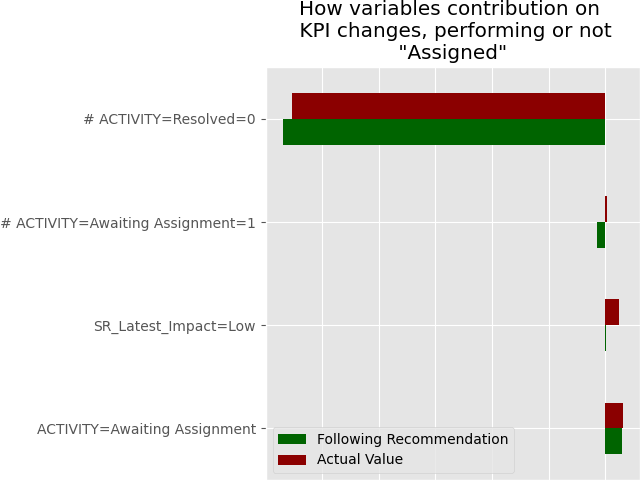 How variables contribution on
KPI changes, performing or not
"Assigned"
# ACTIVITY=Resolved=0
# ACTIVITY=Awaiting Assignment=1
SR_Latest_Impact=Low
ACTIVITY=Awaiting Assignment
Following Recommendation
Actual Value